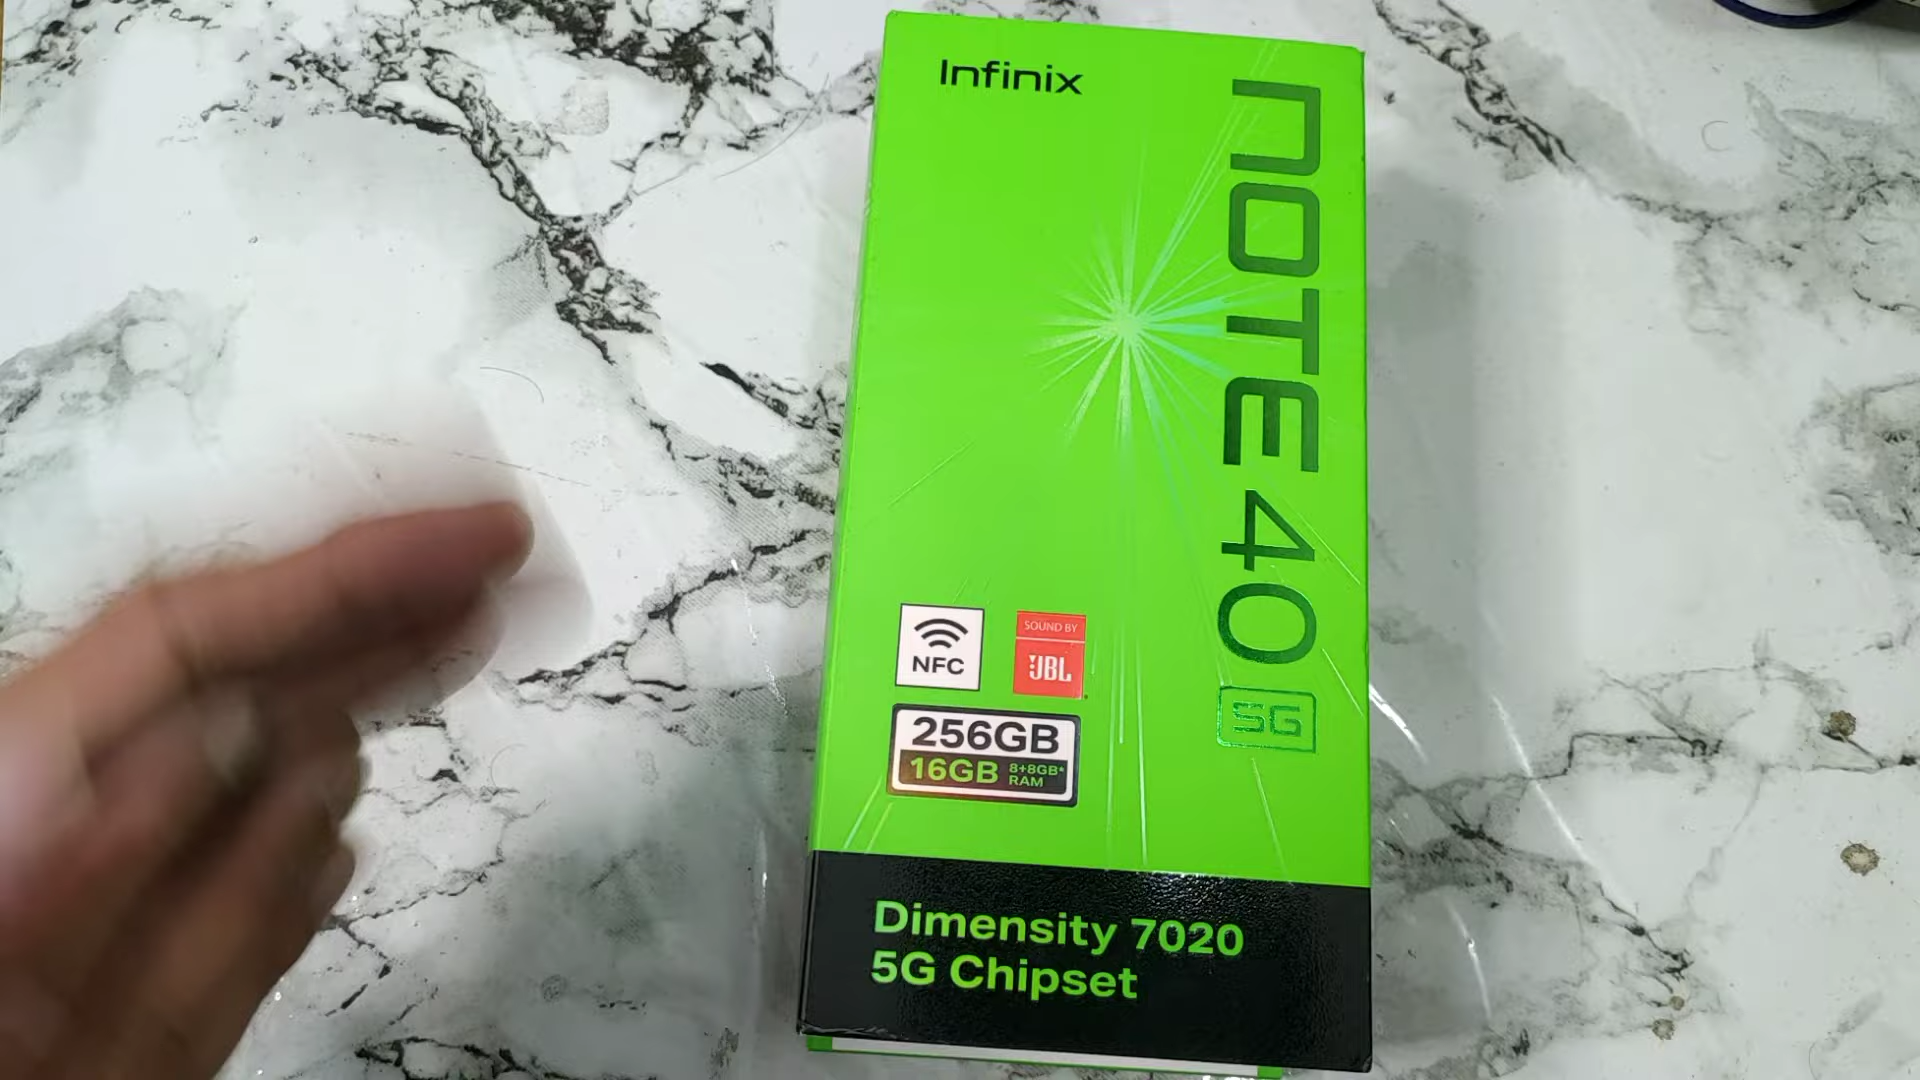 Infinix
NOTE 40
5G
NFC
SOUND BY
JBL
256GB
16GB 8+8GB*
RAM
Dimensity 7020
5G Chipset